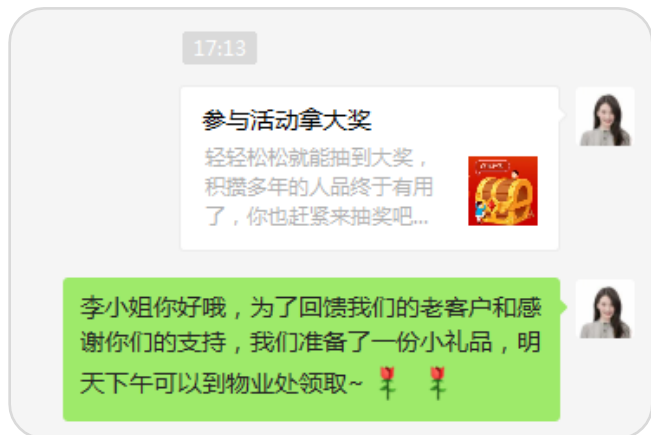 17:13
参与活动拿大奖
轻轻松松就能抽到大奖，
积攒多年的人品终于有用
了，你也赶紧来抽奖吧...
李小姐你好哦，为了回馈我们的老客户和感
谢你们的支持，我们准备了一份小礼品，明
天下午可以到物业处领取~🌹 🌹